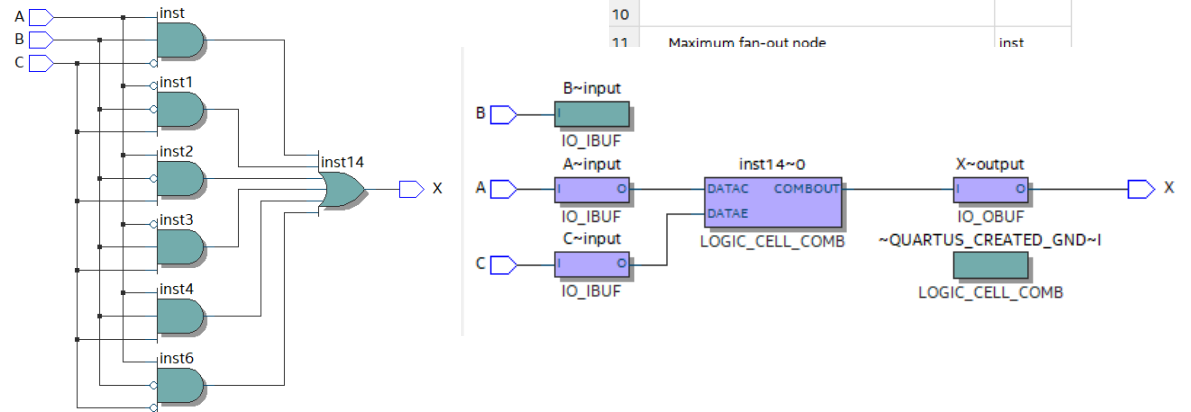 A
B
C
inst
inst1
inst2
inst3
inst4
inst6
inst14
X
10
11 Maximum fan-out node inst
B~input
B
I
IO_IBUF
A~input inst14~0 X~output
A
I O DATAC COMBOUT I O
X
IO_IBUF DATAE IO_OBUF
C~input LOGIC_CELL_COMB ~QUARTUS_CREATED_GND~I
C
I O
IO_IBUF LOGIC_CELL_COMB